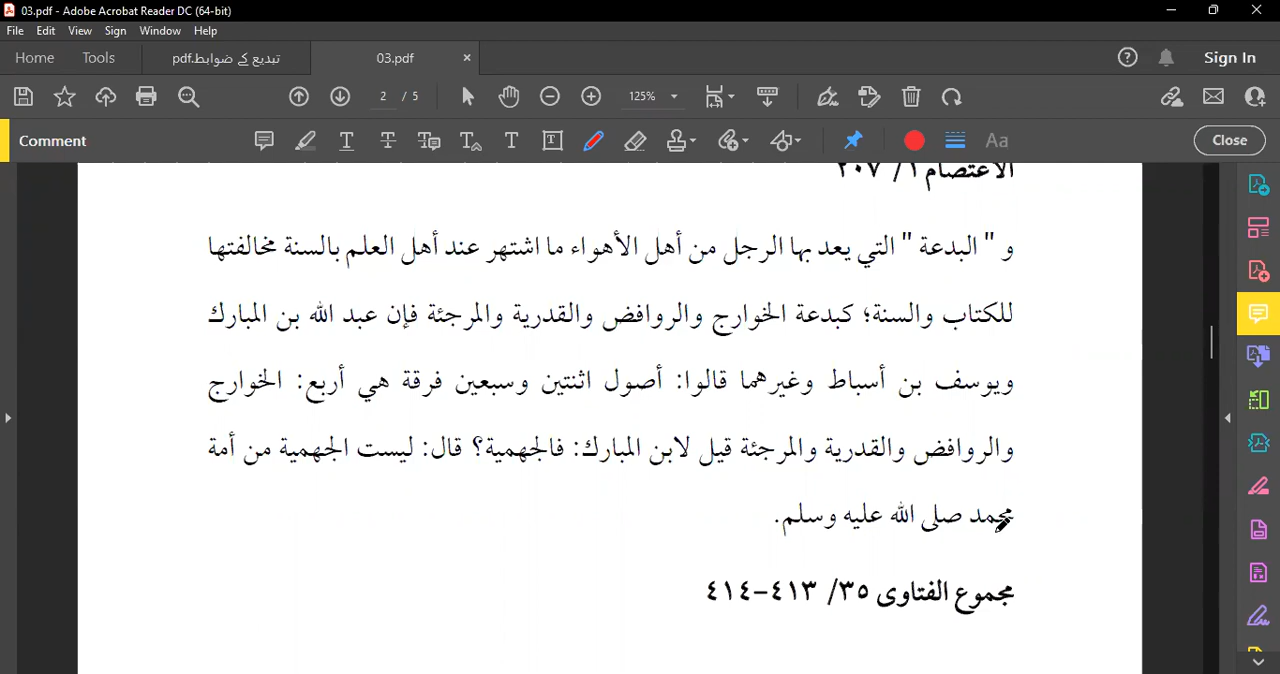 03.pdf - Adobe Acrobat Reader DC (64-bit)
File Edit View Sign Window Help
Home Tools تبدیع کے ضوابط.pdf 03.pdf × Sign In
2 / 5 125%
Comment Aa Close
الاعتصام ١/ ٢٠٧
و " البدعة " التي يعد بها الرجل من أهل الأهواء ما اشتهر عند أهل العلم بالسنة مخالفتها
للكتاب والسنة؛ كبدعة الخوارج والروافض والقدرية والمرجئة فإن عبد الله بن المبارك
ويوسف بن أسباط وغيرهما قالوا: أصول اثنتين وسبعين فرقة هي أربع: الخوارج
والروافض والقدرية والمرجئة قيل لابن المبارك: فالجهمية؟ قال: ليست الجهمية من أمة
محمد صلى الله عليه وسلم.
مجموع الفتاوى ٣٥/ ٤١٣-٤١٤